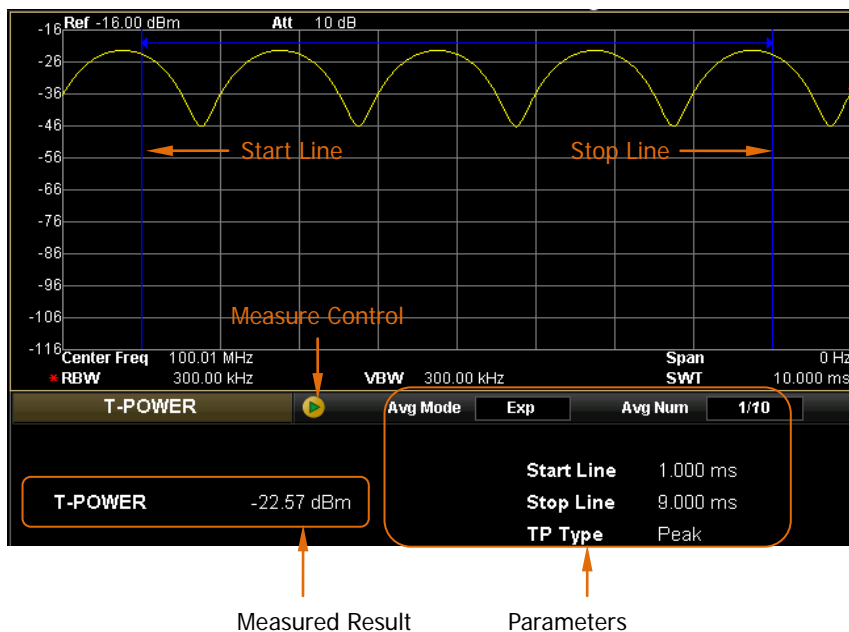 Ref -16.00 dBm Att 10 dB
-16
-26
-36
-46
-56
Start Line Stop Line
-66
-76
-86
-96
-106
Measure Control
-116
Center Freq 100.01 MHz Span 0 Hz
* RBW 300.00 kHz VBW 300.00 kHz SWT 10.000 ms
T-POWER Avg Mode Exp Avg Num 1/10
Start Line 1.000 ms
T-POWER -22.57 dBm Stop Line 9.000 ms
TP Type Peak
Measured Result Parameters